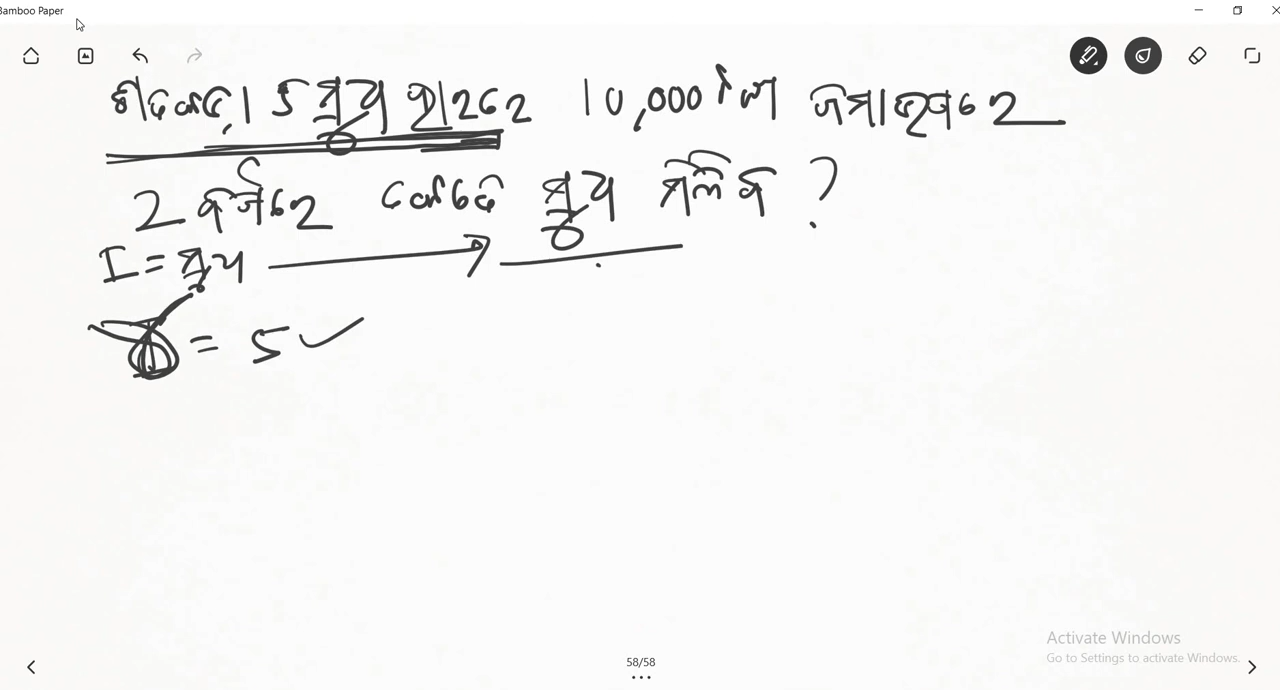 Bamboo Paper
ଶତକଡ଼ା 5 ସୁଧ ହାରରେ 10,000 ଟଙ୍କା ଜମା କଲେ
2 ବର୍ଷରେ କେତେ ସୁଧ ମିଳିବ ?
I = ସୁଧ
= 5
58/58
Activate Windows
Go to Settings to activate Windows.